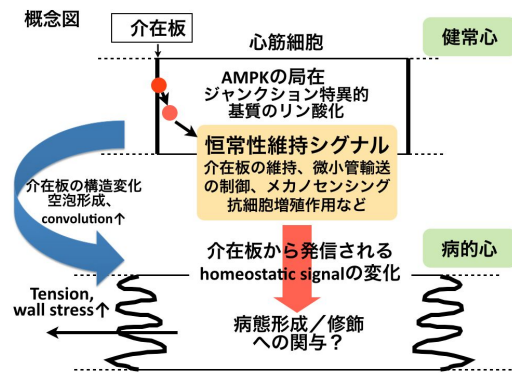 概念図
介在板
心筋細胞
健常心
AMPKの局在
ジャンクション特異的
基質のリン酸化
恒常性維持シグナル
介在板の維持、微小管輸送
の制御、メカノセンシング
抗細胞増殖作用など
介在板の構造変化
空泡形成、
convolution↑
介在板から発信される
homeostatic signalの変化
病的心
Tension,
wall stress↑
病態形成／修飾
への関与？